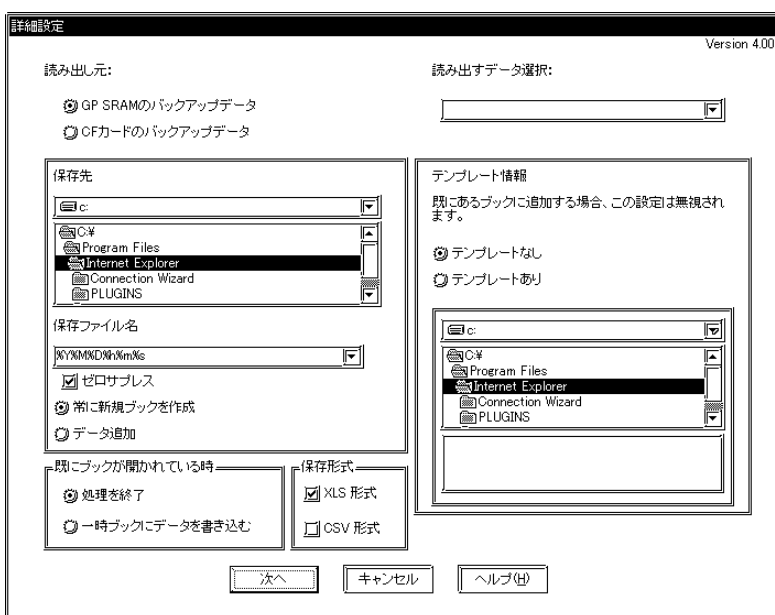 詳細設定
Version 4.00
読み出し元:
GP SRAMのバックアップデータ
CFカードのバックアップデータ
読み出すデータ選択:
保存先
c:
C:¥
Program Files
Internet Explorer
Connection Wizard
PLUGINS
保存ファイル名
%Y%M%D%h%m%s
ゼロサプレス
常に新規ブックを作成
データ追加
テンプレート情報
既にあるブックに追加する場合、この設定は無視され
ます。
テンプレートなし
テンプレートあり
c:
C:¥
Program Files
Internet Explorer
Connection Wizard
PLUGINS
既にブックが開かれている時
処理を終了
一時ブックにデータを書き込む
保存形式
XLS 形式
CSV 形式
次へ
キャンセル
ヘルプ(H)